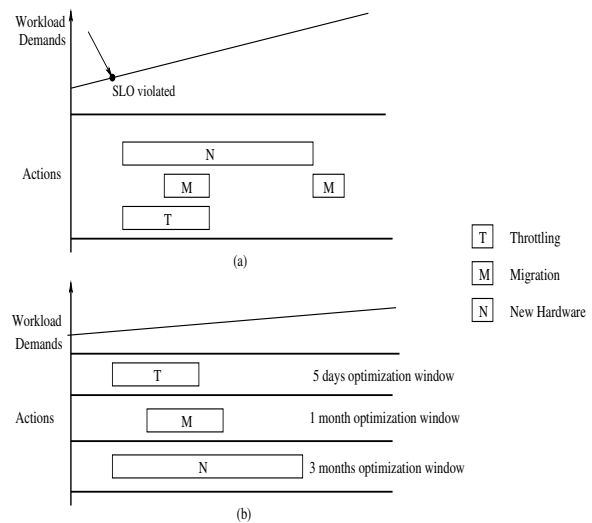 Workload
Demands
SLO violated
Actions
N
M
M
T
(a)
T Throttling
M Migration
N New Hardware
Workload
Demands
T
5 days optimization window
Actions
M
1 month optimization window
N
3 months optimization window
(b)